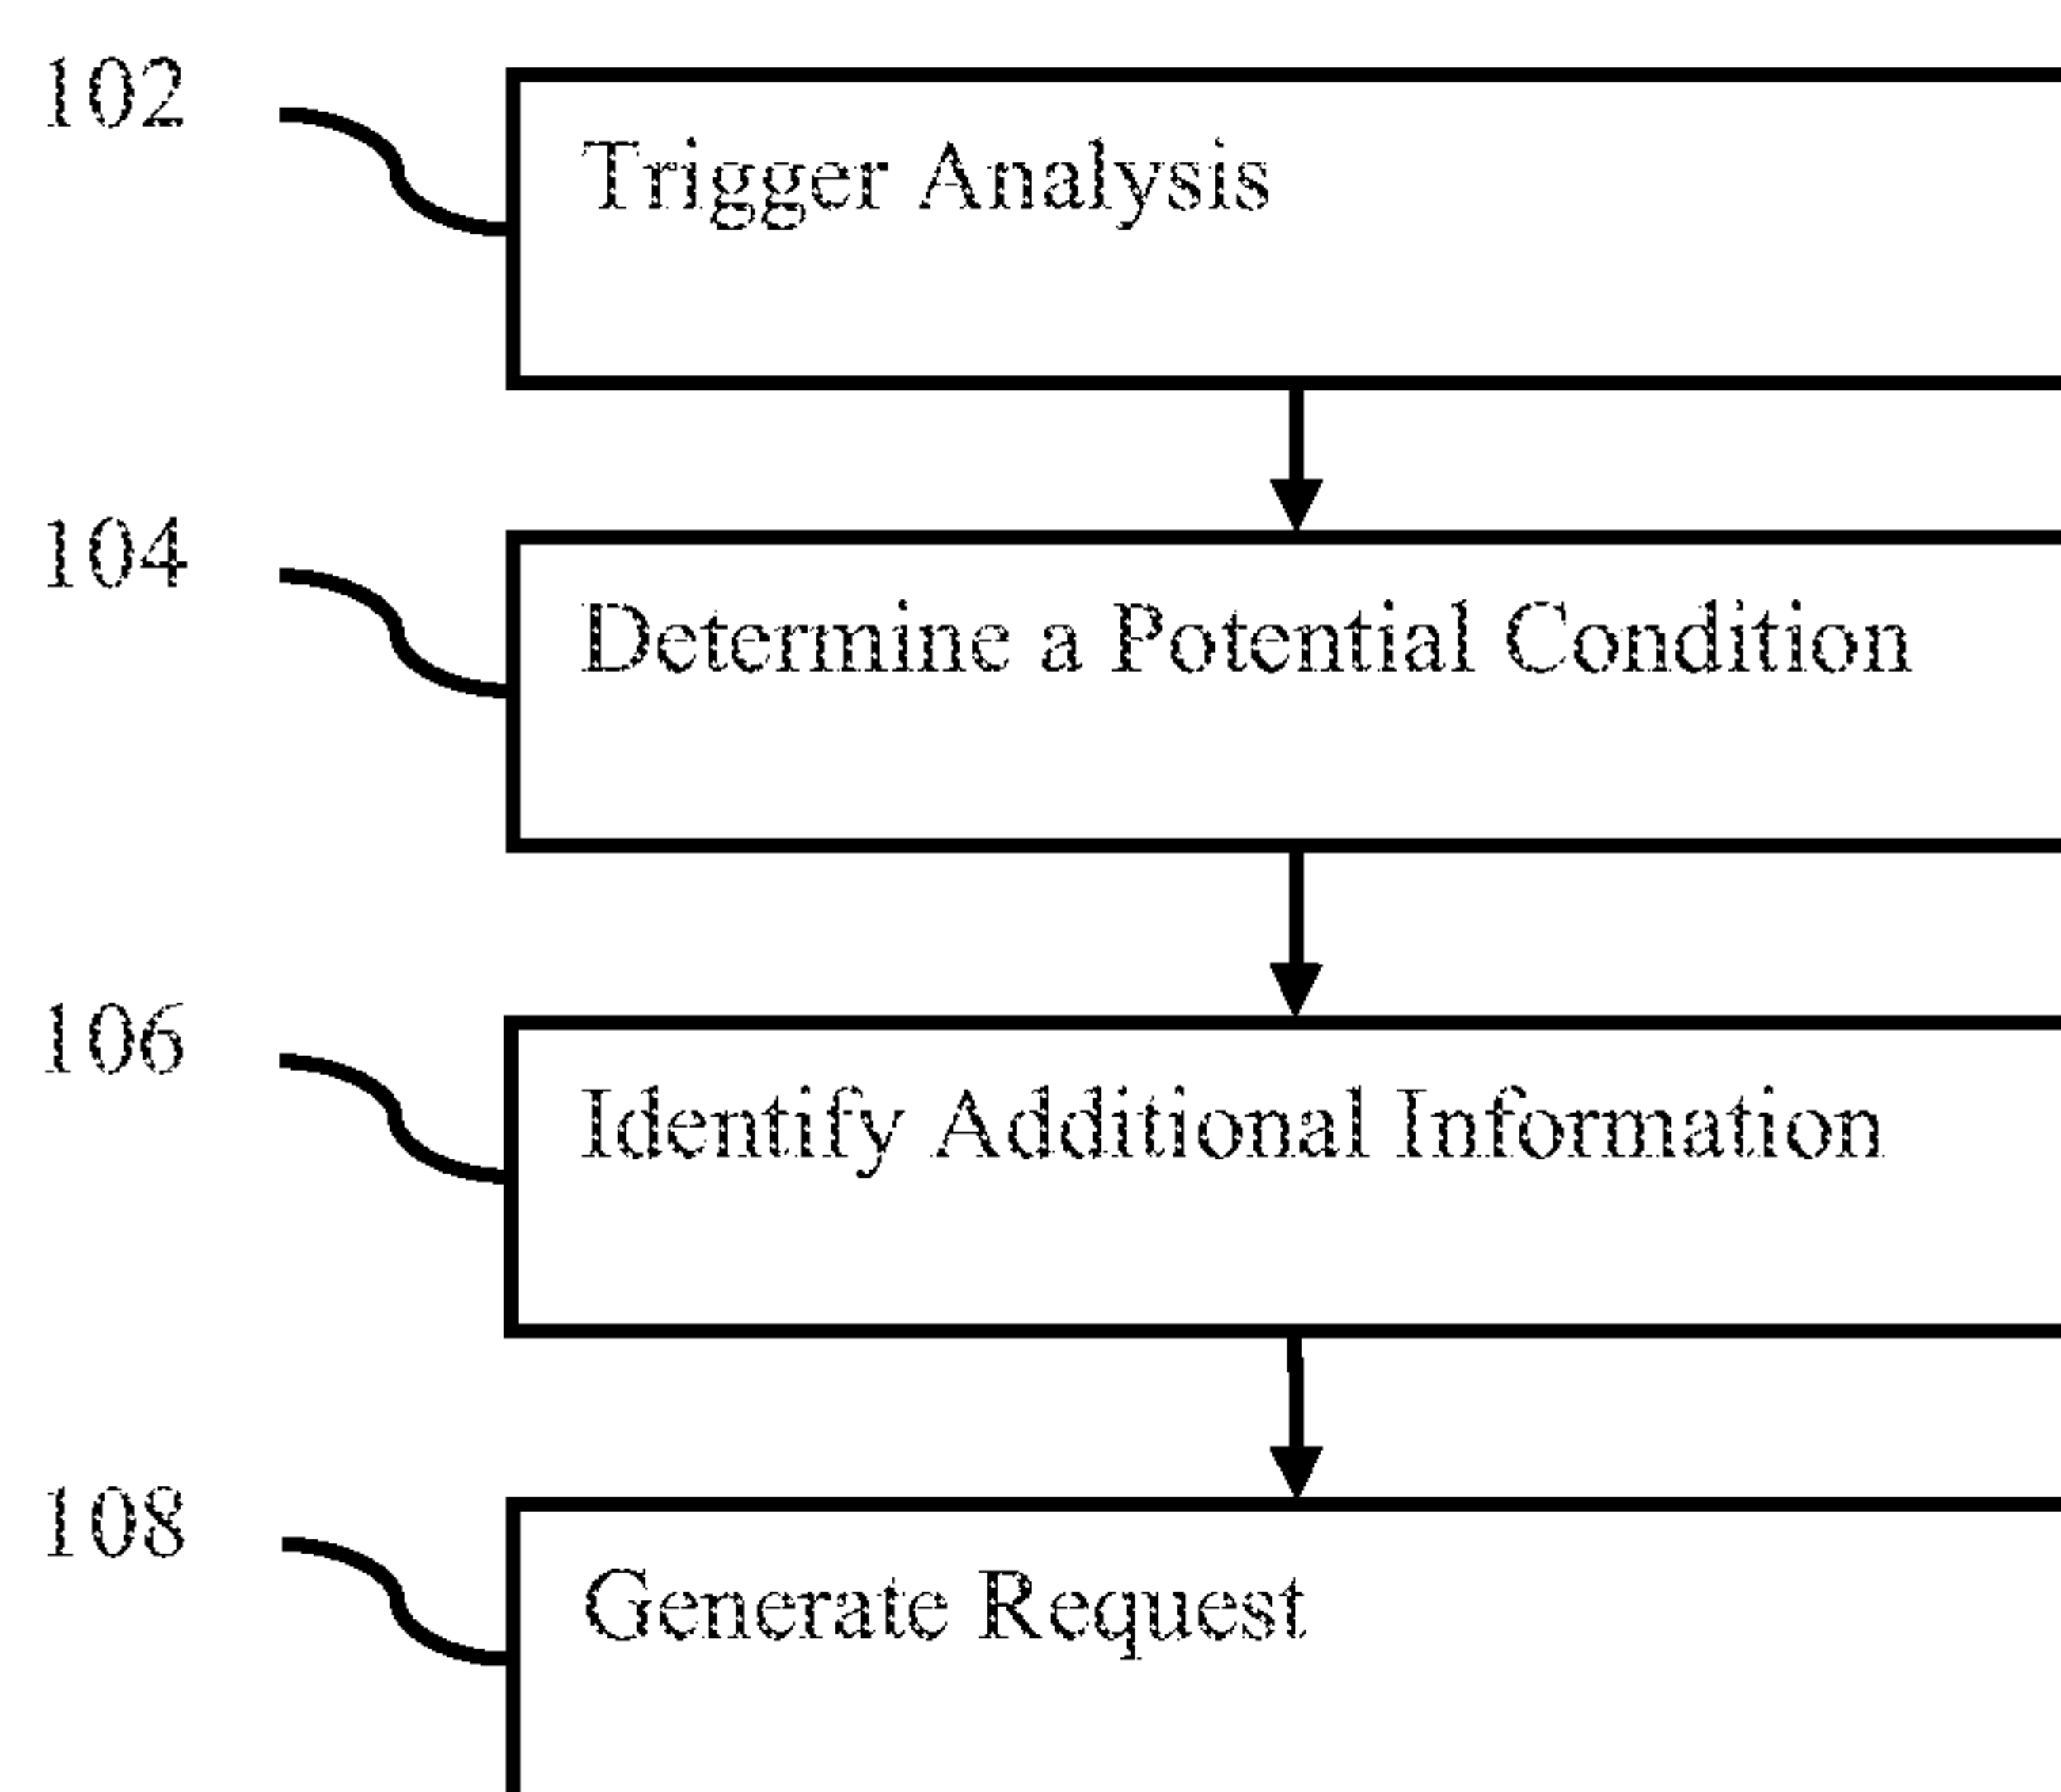 102
Trigger Analysis
104
Determine a Potential Condition
106
Identify Additional Information
108
Generate Request